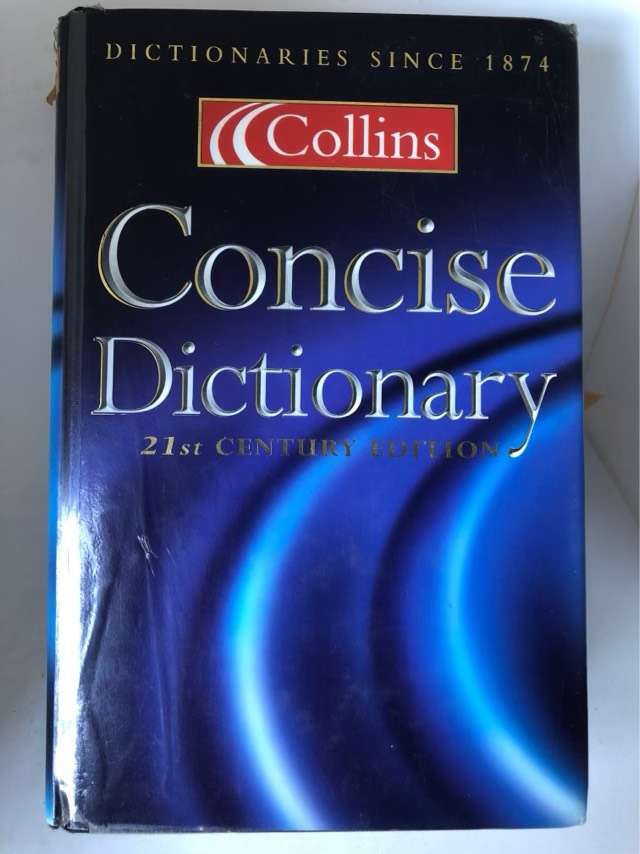 DICTIONARIES SINCE 1874
Collins
Concise
Dictionary
21st CENTURY EDITION